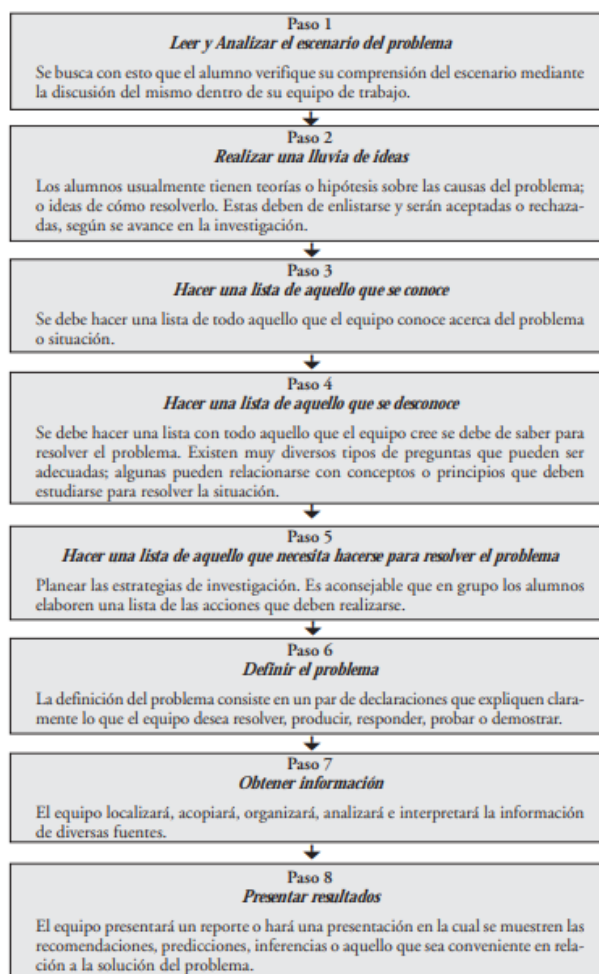 Paso 1
Leer y Analizar el escenario del problema
Se busca con esto que el alumno verifique su comprensión del escenario mediante
la discusión del mismo dentro de su equipo de trabajo.
Paso 2
Realizar una lluvia de ideas
Los alumnos usualmente tienen teorías o hipótesis sobre las causas del problema;
o ideas de cómo resolverlo. Estas deben de enlistarse y serán aceptadas o rechaza-
das, según se avance en la investigación.
Paso 3
Hacer una lista de aquello que se conoce
Se debe hacer una lista de todo aquello que el equipo conoce acerca del problema
o situación.
Paso 4
Hacer una lista de aquello que se desconoce
Se debe hacer una lista con todo aquello que el equipo cree se debe de saber para
resolver el problema. Existen muy diversos tipos de preguntas que pueden ser
adecuadas; algunas pueden relacionarse con conceptos o principios que deben
estudiarse para resolver la situación.
Paso 5
Hacer una lista de aquello que necesita hacerse para resolver el problema
Planear las estrategias de investigación. Es aconsejable que en grupo los alumnos
elaboren una lista de las acciones que deben realizarse.
Paso 6
Definir el problema
La definición del problema consiste en un par de declaraciones que expliquen clara-
mente lo que el equipo desea resolver, producir, responder, probar o demostrar.
Paso 7
Obtener información
El equipo localizará, acopiará, organizará, analizará e interpretará la información
de diversas fuentes.
Paso 8
Presentar resultados
El equipo presentará un reporte o hará una presentación en la cual se muestren las
recomendaciones, predicciones, inferencias o aquello que sea conveniente en rela-
ción a la solución del problema.